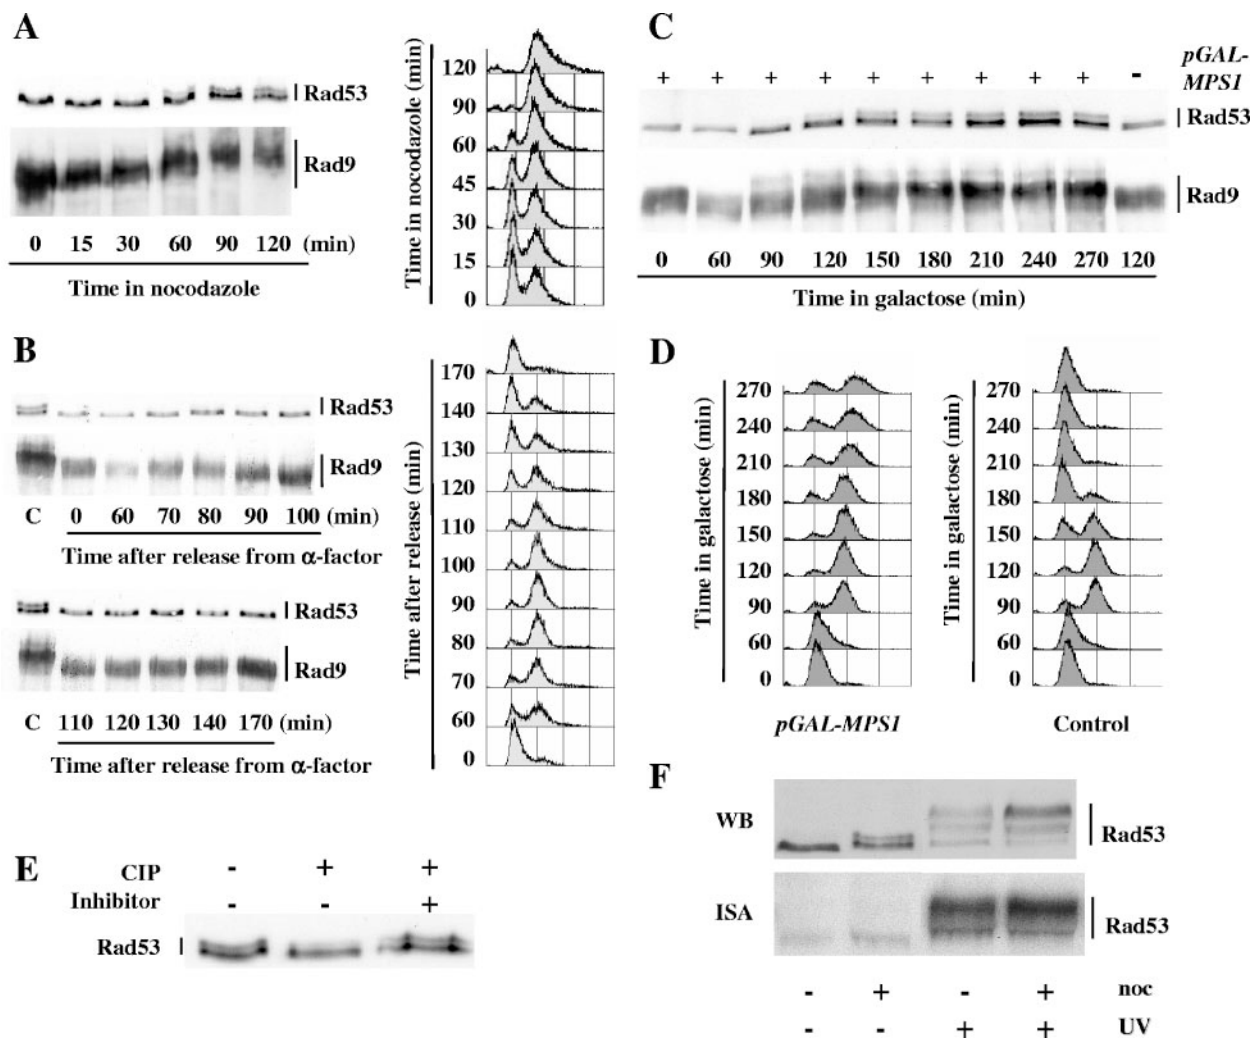 A
Rad53
Rad9
0 15 30 60 90 120 (min)
Time in nocodazole
Time in nocodazole (min)
120
90
60
45
30
15
0
B
Rad53
Rad9
C 0 60 70 80 90 100 (min)
Time after release from α-factor
Rad53
Rad9
C 110 120 130 140 170 (min)
Time after release from α-factor
Time after release (min)
170
140
130
120
110
100
90
80
70
60
0
C
pGAL-
MPS1
+ + + + + + + + + -
Rad53
Rad9
0 60 90 120 150 180 210 240 270 120
Time in galactose (min)
D
Time in galactose (min)
270
240
210
180
150
120
90
60
0
pGAL-MPS1
Time in galactose (min)
270
240
210
180
150
120
90
60
0
Control
E
CIP - + +
Inhibitor - - +
Rad53
F
WB
Rad53
ISA
Rad53
- + - + noc
- - + + UV